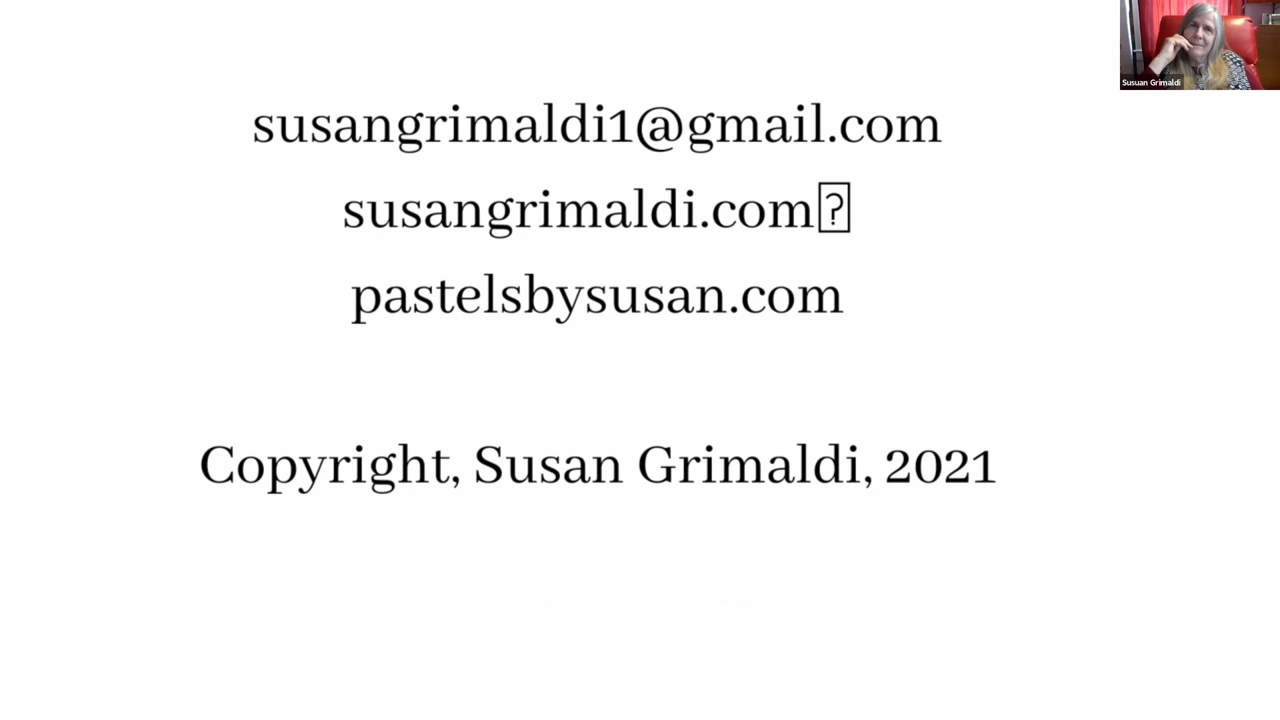 Susuan Grimaldi
susangrimaldi1@gmail.com
susangrimaldi.com�
pastelsbysusan.com
Copyright, Susan Grimaldi, 2021